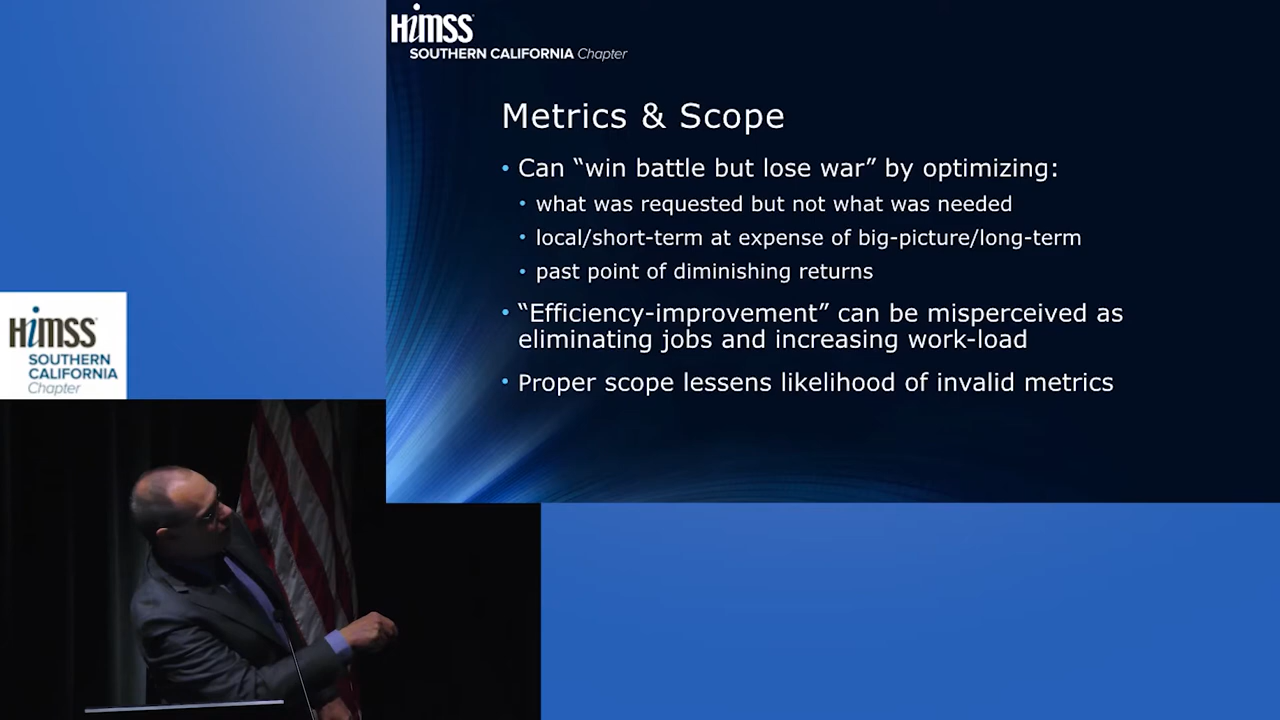 HiMSS
SOUTHERN CALIFORNIA Chapter
Metrics & Scope
• Can “win battle but lose war” by optimizing:
• what was requested but not what was needed
• local/short-term at expense of big-picture/long-term
• past point of diminishing returns
• “Efficiency-improvement” can be misperceived as
eliminating jobs and increasing work-load
• Proper scope lessens likelihood of invalid metrics
HiMSS
SOUTHERN
CALIFORNIA
Chapter